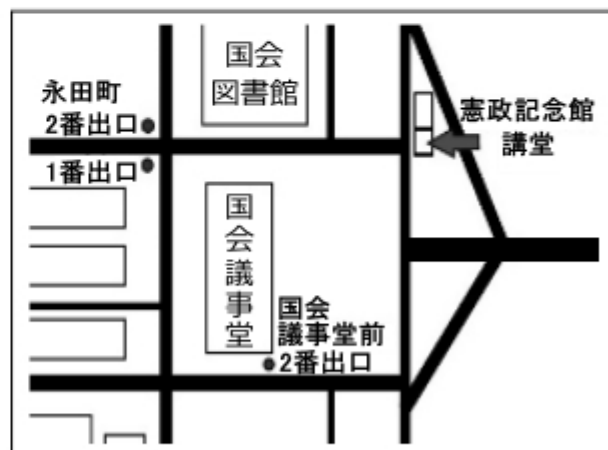 国会
図書館
永田町
2番出口
1番出口
憲政記念館
講堂
国会議事堂
国会
議事堂前
2番出口